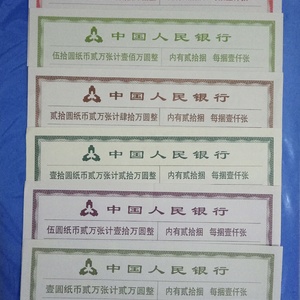 中国人民银行
伍拾圆纸币贰万张计壹佰万圆整 内有贰拾捆 每捆壹仟张
中国人民银行
贰拾圆纸币贰万张计肆拾万圆整 内有贰拾捆 每捆壹仟张
中国人民银行
壹拾圆纸币贰万张计贰拾万圆整 内有贰拾捆 每捆壹仟张
中国人民银行
伍圆纸币贰万张计壹拾万圆整 内有贰拾捆 每捆壹仟张
中国人民银行
壹圆纸币贰万张计贰万圆整 内有贰拾捆 每捆壹仟张